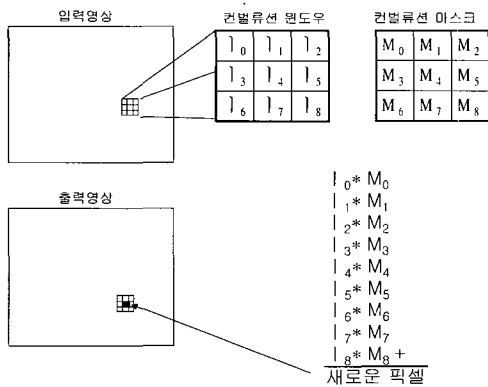 입력영상
컨벌류션 윈도우
컨벌류션 마스크
I0 I1 I2
I3 I4 I5
I6 I7 I8
M0 M1 M2
M3 M4 M5
M6 M7 M8
출력영상
I0* M0
I1* M1
I2* M2
I3* M3
I4* M4
I5* M5
I6* M6
I7* M7
I8* M8 +
새로운 픽셀